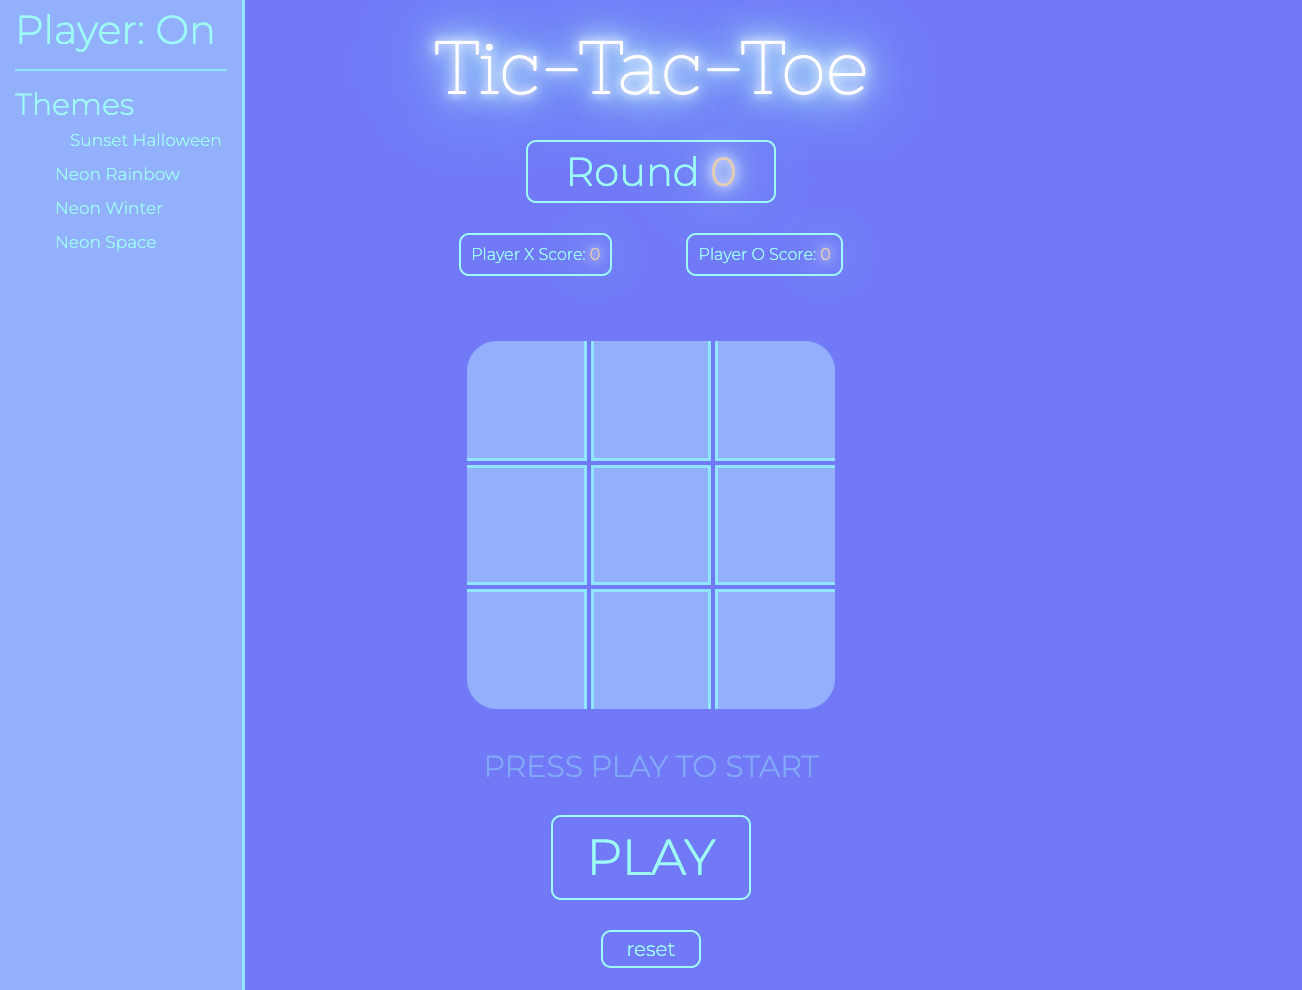 Player: On
Themes
Sunset Halloween
Neon Rainbow
Neon Winter
Neon Space
Tic-Tac-Toe
Round 0
Player X Score: 0
Player O Score: 0
PRESS PLAY TO START
PLAY
reset